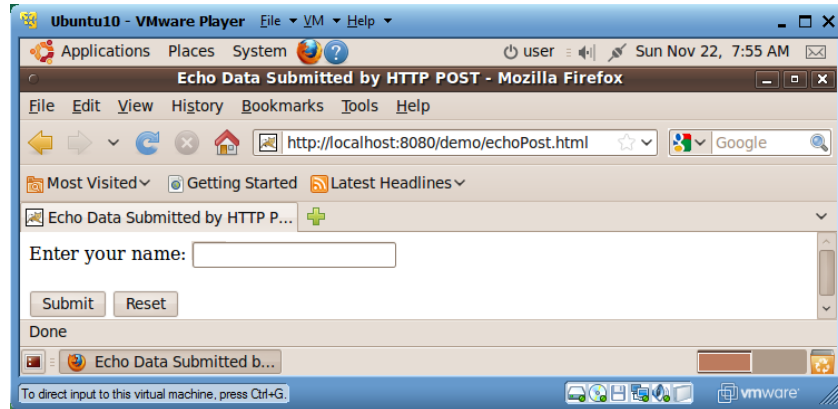 Ubuntu10 - VMware Player File VM Help
Applications Places System ? user Sun Nov 22, 7:55 AM
Echo Data Submitted by HTTP POST - Mozilla Firefox
File Edit View History Bookmarks Tools Help
http://localhost:8080/demo/echoPost.html Google
Most Visited Getting Started Latest Headlines
Echo Data Submitted by HTTP P...
Enter your name:
Submit Reset
Done
Echo Data Submitted b...
To direct input to this virtual machine, press Ctrl+G. vmware